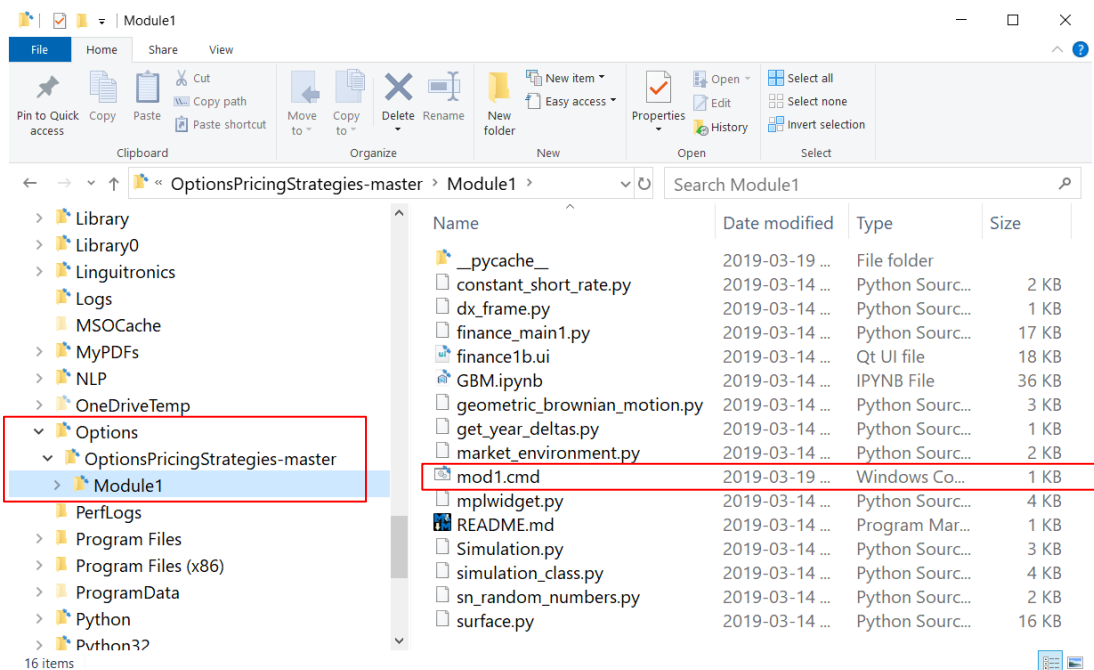 Module1
File Home Share View
Pin to Quick access
Copy
Paste
Cut
Copy path
Paste shortcut
Clipboard
Move to
Copy to
Delete
Rename
Organize
New folder
New item
Easy access
New
Properties
Open
Edit
History
Open
Select all
Select none
Invert selection
Select
« OptionsPricingStrategies-master > Module1 >
Search Module1
Library
Library0
Linguitronics
Logs
MSOCache
MyPDFs
NLP
OneDriveTemp
Options
OptionsPricingStrategies-master
Module1
PerfLogs
Program Files
Program Files (x86)
ProgramData
Python
Python32
Name Date modified Type Size
__pycache__ 2019-03-19 ... File folder
constant_short_rate.py 2019-03-14 ... Python Sourc... 2 KB
dx_frame.py 2019-03-14 ... Python Sourc... 1 KB
finance_main1.py 2019-03-14 ... Python Sourc... 17 KB
finance1b.ui 2019-03-14 ... Qt UI file 18 KB
GBM.ipynb 2019-03-14 ... IPYNB File 36 KB
geometric_brownian_motion.py 2019-03-14 ... Python Sourc... 3 KB
get_year_deltas.py 2019-03-14 ... Python Sourc... 2 KB
market_environment.py 2019-03-14 ... Python Sourc... 2 KB
mod1.cmd 2019-03-19 ... Windows Co... 1 KB
mplwidget.py 2019-03-14 ... Python Sourc... 4 KB
README.md 2019-03-14 ... Program Mar... 1 KB
Simulation.py 2019-03-14 ... Python Sourc... 3 KB
simulation_class.py 2019-03-14 ... Python Sourc... 4 KB
sn_random_numbers.py 2019-03-14 ... Python Sourc... 2 KB
surface.py 2019-03-14 ... Python Sourc... 16 KB
16 items